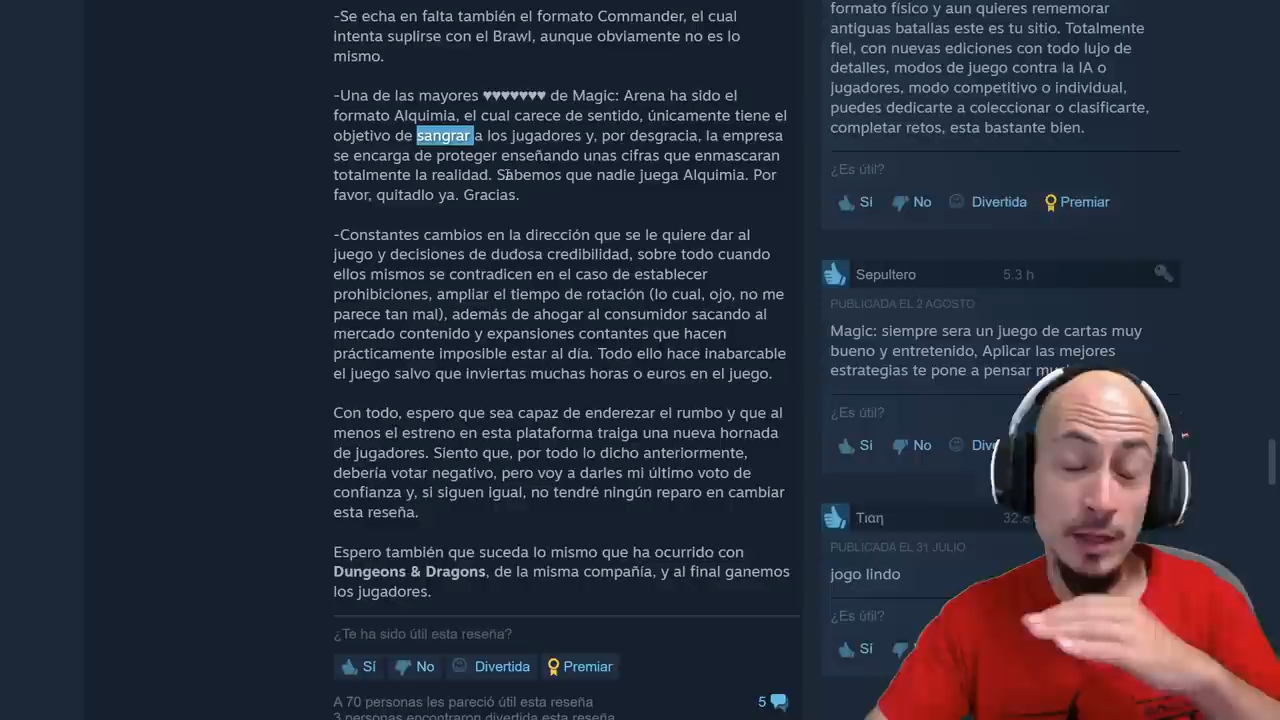 -Se echa en falta también el formato Commander, el cual
intenta suplirse con el Brawl, aunque obviamente no es lo
mismo.
-Una de las mayores ♥♥♥♥♥♥♥ de Magic: Arena ha sido el
formato Alquimia, el cual carece de sentido, únicamente tiene el
objetivo de sangrar a los jugadores y, por desgracia, la empresa
se encarga de proteger enseñando unas cifras que enmascaran
totalmente la realidad. Sabemos que nadie juega Alquimia. Por
favor, quitadlo ya. Gracias.
-Constantes cambios en la dirección que se le quiere dar al
juego y decisiones de dudosa credibilidad, sobre todo cuando
ellos mismos se contradicen en el caso de establecer
prohibiciones, ampliar el tiempo de rotación (lo cual, ojo, no me
parece tan mal), además de ahogar al consumidor sacando al
mercado contenido y expansiones contantes que hacen
prácticamente imposible estar al día. Todo ello hace inabarcable
el juego salvo que inviertas muchas horas o euros en el juego.
Con todo, espero que sea capaz de enderezar el rumbo y que al
menos el estreno en esta plataforma traiga una nueva hornada
de jugadores. Siento que, por todo lo dicho anteriormente,
debería votar negativo, pero voy a darles mi último voto de
confianza y, si siguen igual, no tendré ningún reparo en cambiar
esta reseña.
Espero también que suceda lo mismo que ha ocurrido con
Dungeons & Dragons, de la misma compañía, y al final ganemos
los jugadores.
¿Te ha sido útil esta reseña?
Sí No Divertida Premiar
A 70 personas les pareció útil esta reseña
5
3 personas encontraron divertida esta reseña
formato físico y aun quieres rememorar
antiguas batallas este es tu sitio. Totalmente
fiel, con nuevas ediciones con todo lujo de
detalles, modos de juego contra la IA o
jugadores, modo competitivo o individual,
puedes dedicarte a coleccionar o clasificarte,
completar retos, esta bastante bien.
¿Es útil?
Sí No Divertida Premiar
Sepultero 5.3 h
PUBLICADA EL 2 AGOSTO
Magic: siempre sera un juego de cartas muy
bueno y entretenido, Aplicar las mejores
estrategias te pone a pensar
¿Es útil?
Sí No
Tıaη
PUBLICADA EL 31 JULIO
jogo lindo
¿Es útil?
Sí